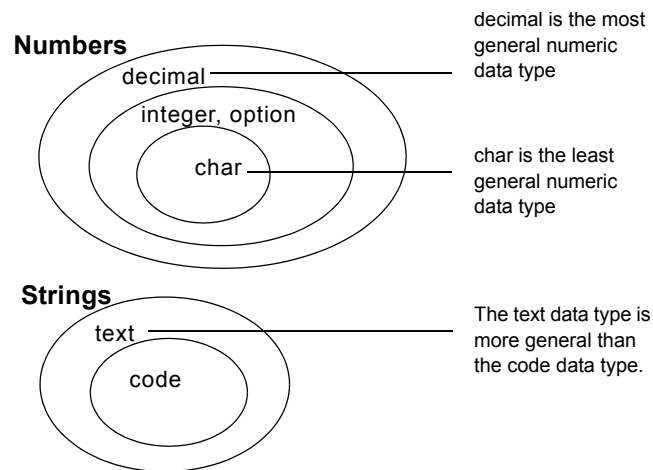 Numbers
decimal
integer, option
char
decimal is the most
general numeric
data type
char is the least
general numeric
data type
Strings
text
code
The text data type is
more general than
the code data type.